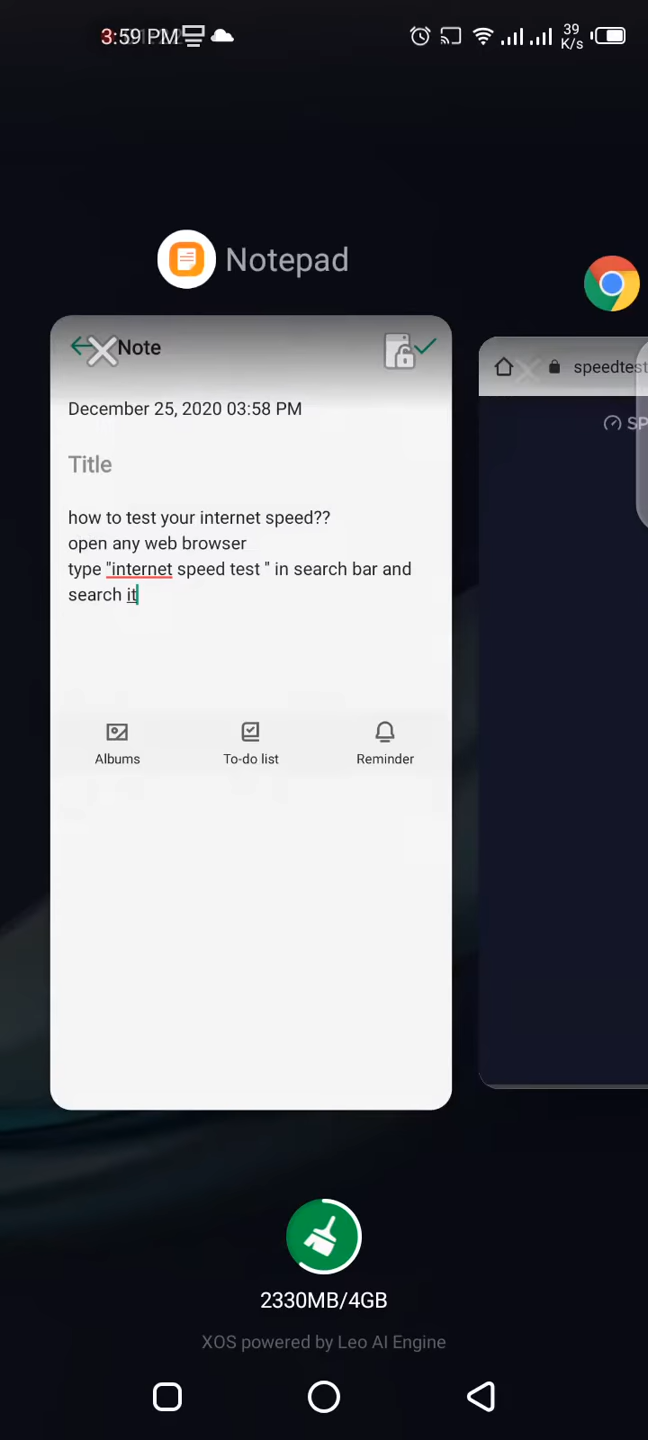 3:59 PM
39
K/s
Notepad
Note
December 25, 2020 03:58 PM
Title
how to test your internet speed??
open any web browser
type "internet speed test " in search bar and
search it
Albums
To-do list
Reminder
speedtest
SP
2330MB/4GB
XOS powered by Leo AI Engine